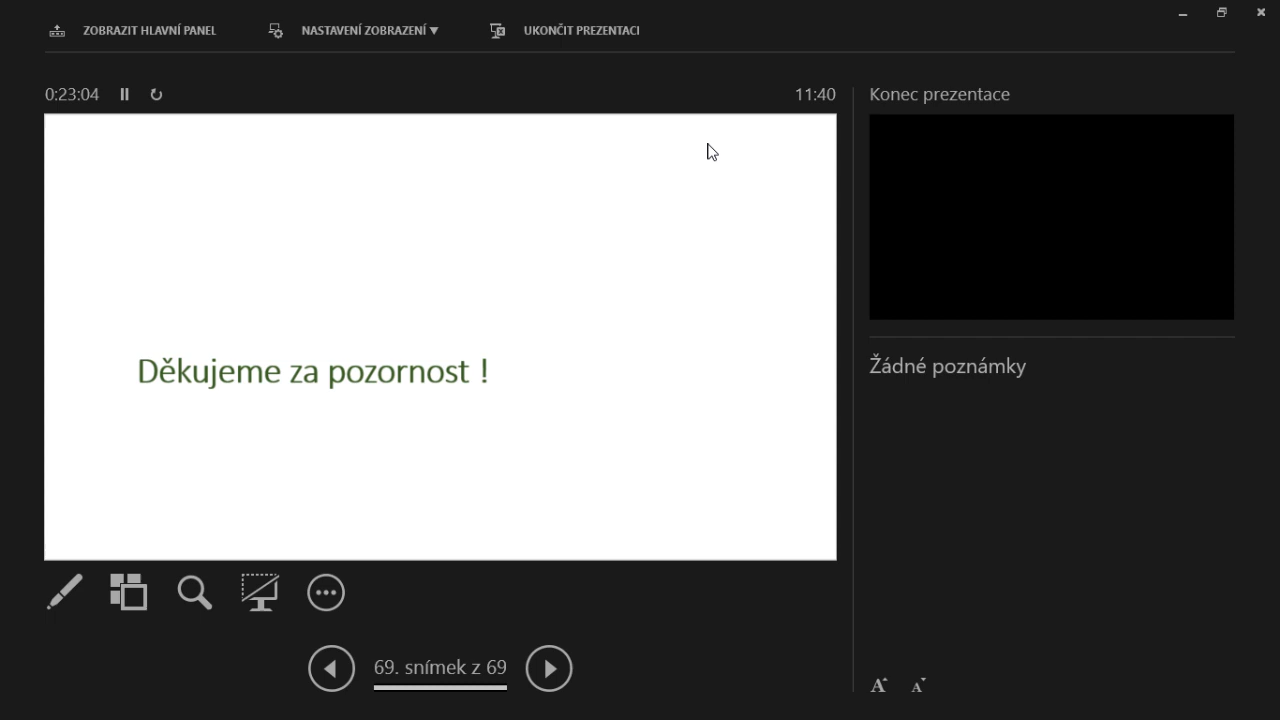 ZOBRAZIT HLAVNÍ PANEL
NASTAVENÍ ZOBRAZENÍ ▼
UKONČIT PREZENTACI
0:23:04
11:40
Konec prezentace
Děkujeme za pozornost !
Žádné poznámky
69. snímek z 69
A A